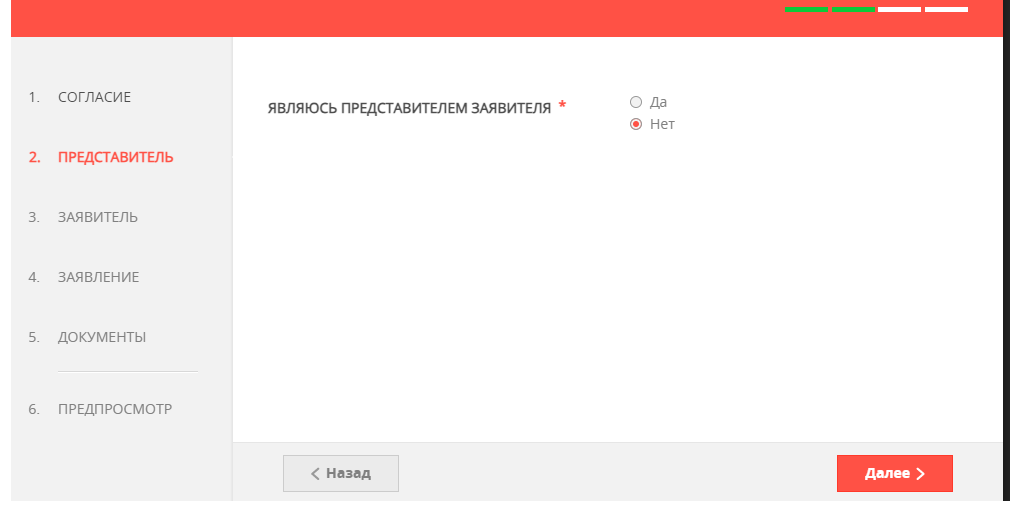 1. СОГЛАСИЕ
2. ПРЕДСТАВИТЕЛЬ
3. ЗАЯВИТЕЛЬ
4. ЗАЯВЛЕНИЕ
5. ДОКУМЕНТЫ
6. ПРЕДПРОСМОТР
ЯВЛЯЮСЬ ПРЕДСТАВИТЕЛЕМ ЗАЯВИТЕЛЯ *
Да
Нет
Назад
Далее